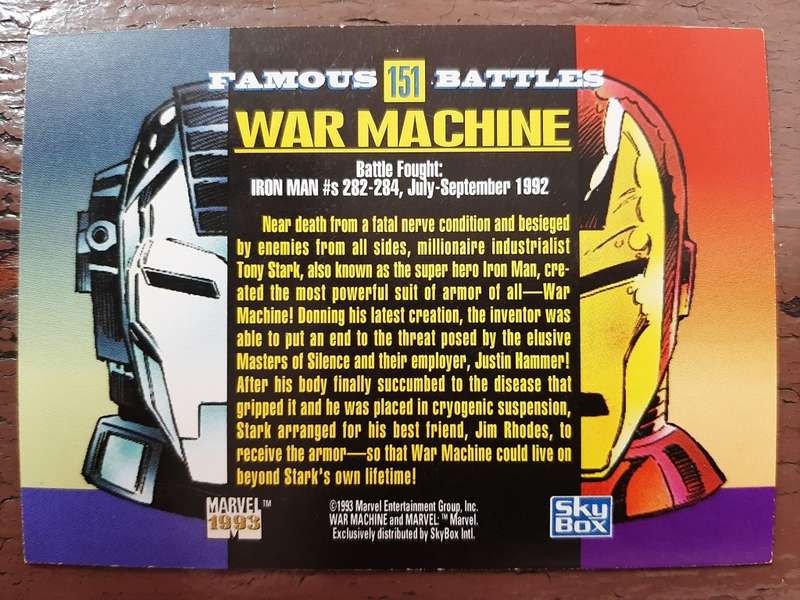 FAMOUS 151 BATTLES
WAR MACHINE
Battle Fought:
IRON MAN #s 282-284, July-September 1992
Near death from a fatal nerve condition and besieged
by enemies from all sides, millionaire industrialist
Tony Stark, also known as the super hero Iron Man, cre-
ated the most powerful suit of armor of all—War
Machine! Donning his latest creation, the inventor was
able to put an end to the threat posed by the elusive
Masters of Silence and their employer, Justin Hammer!
After his body finally succumbed to the disease that
gripped it and he was placed in cryogenic suspension,
Stark arranged for his best friend, Jim Rhodes, to
receive the armor—so that War Machine could live on
beyond Stark's own lifetime!
MARVEL™
1993
©1993 Marvel Entertainment Group, Inc.
WAR MACHINE and MARVEL: ™ Marvel.
Exclusively distributed by SkyBox Intl.
Sky
Box